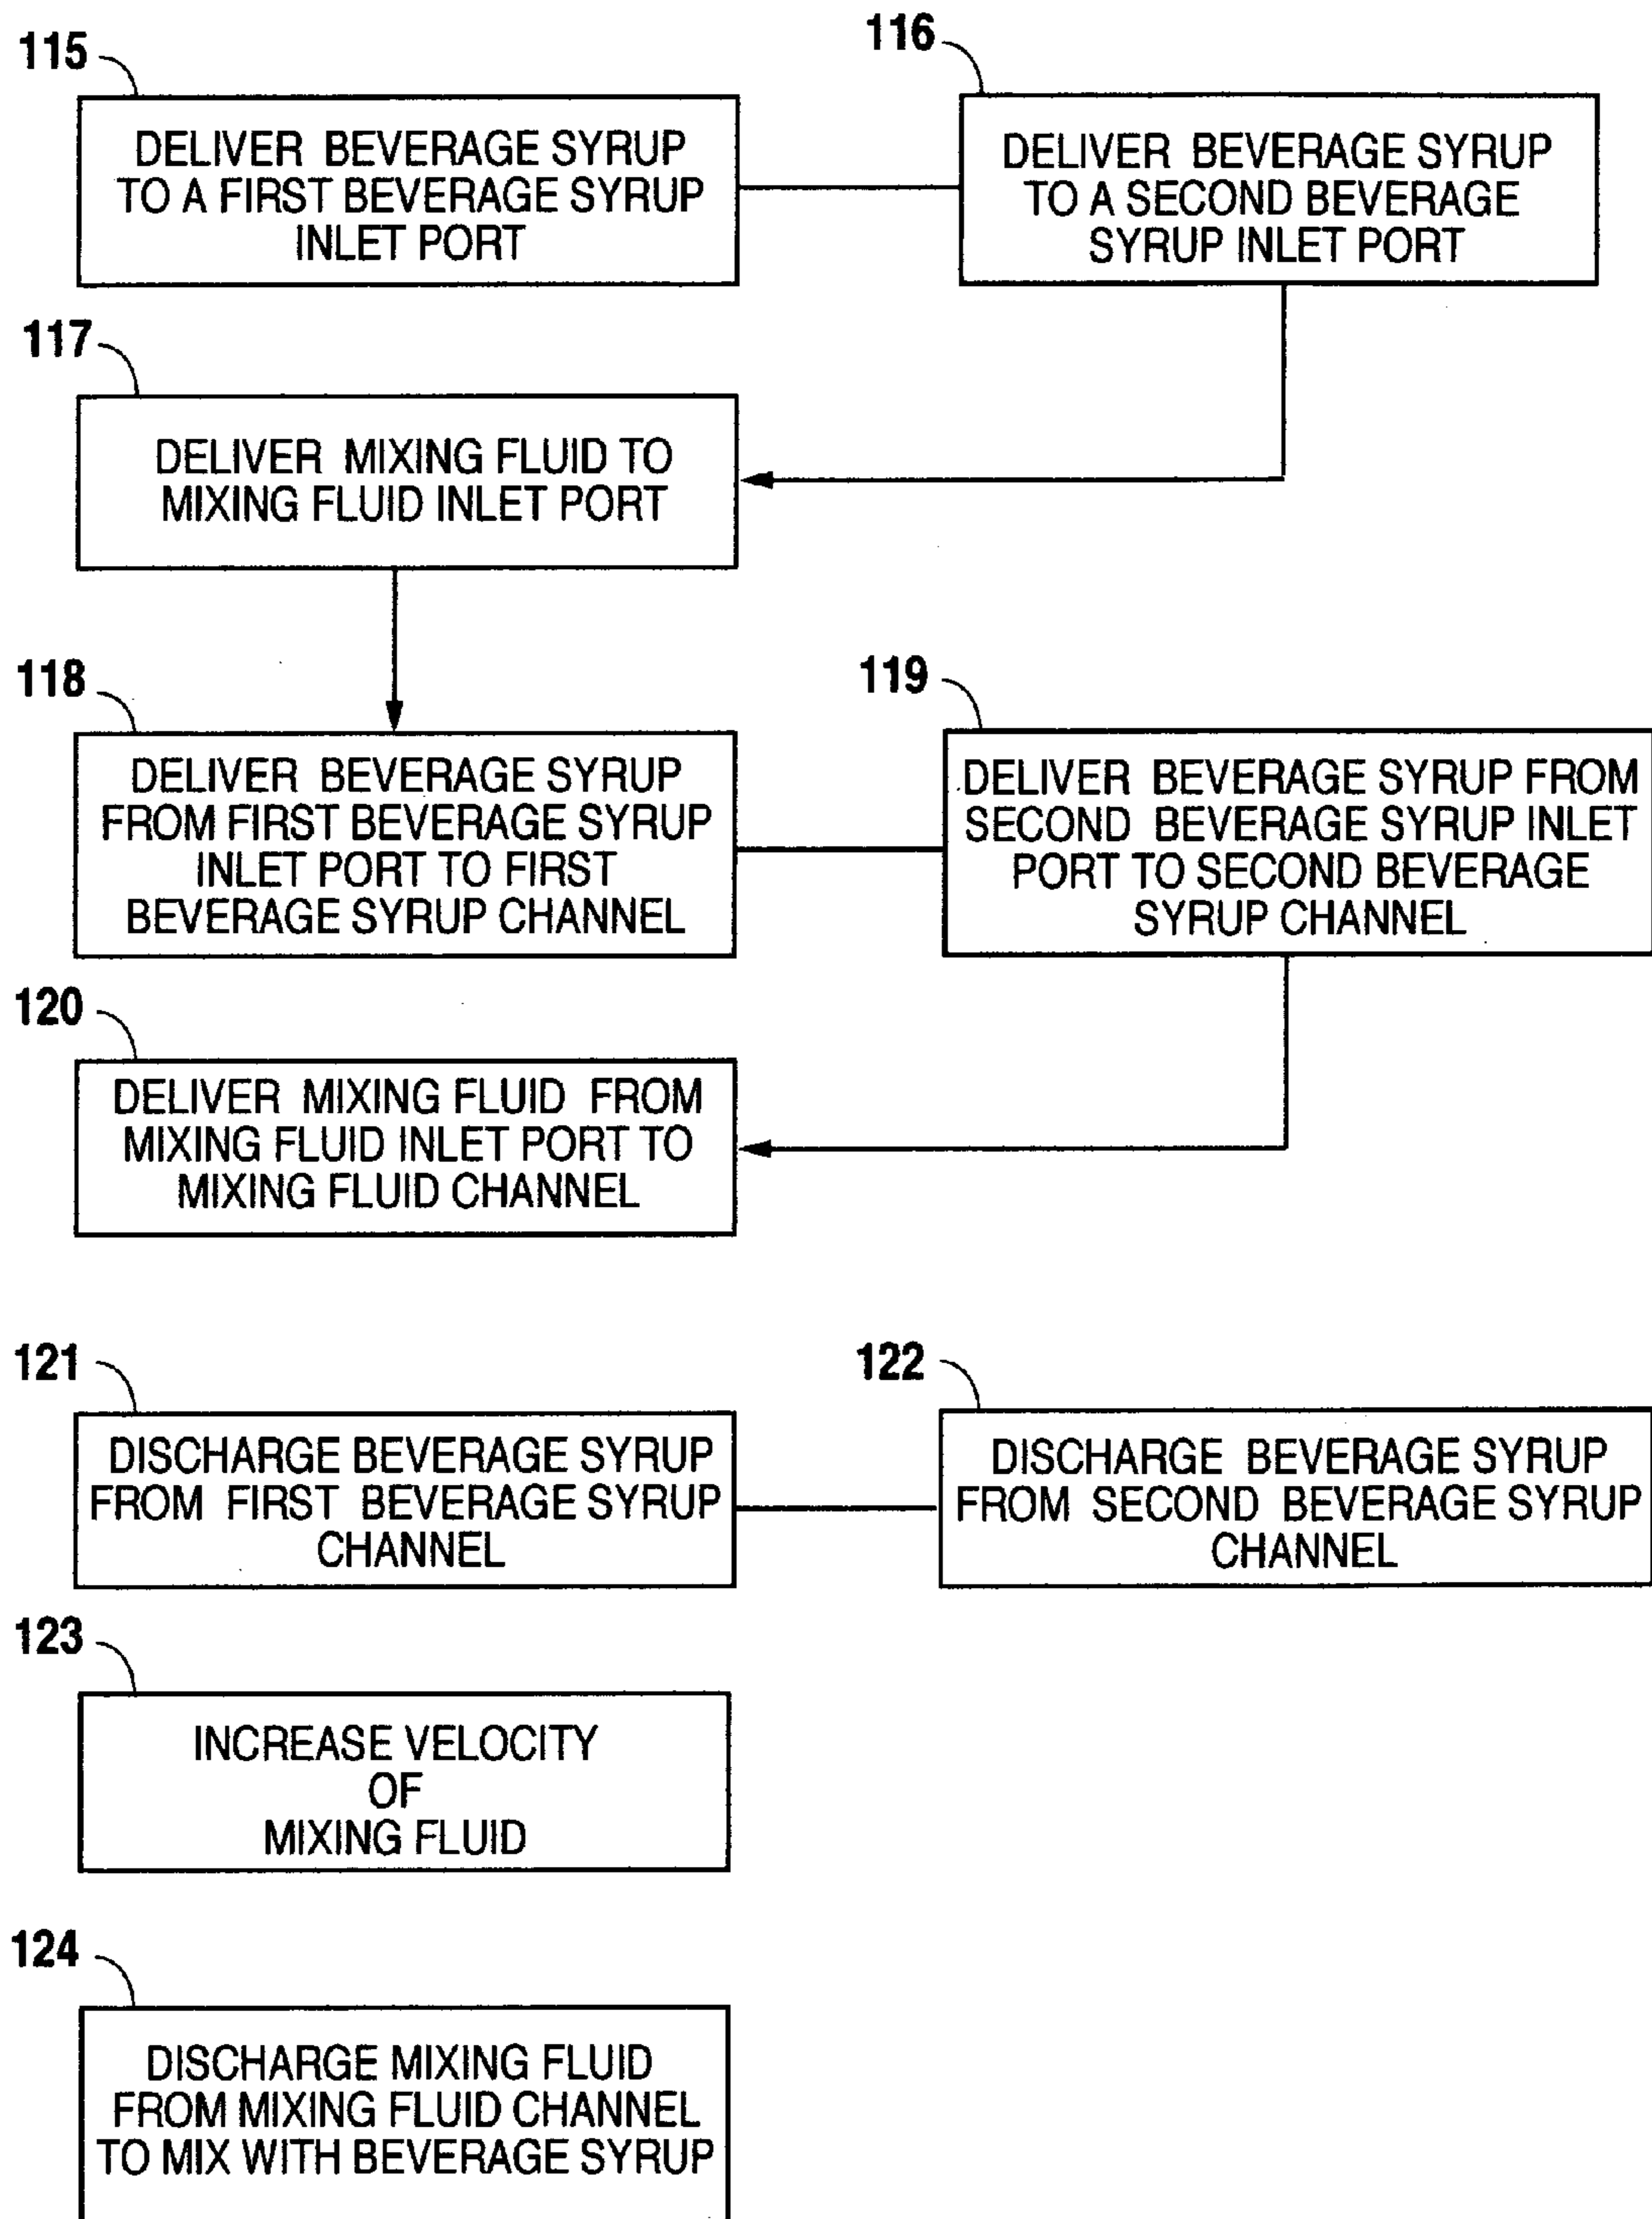 115
DELIVER BEVERAGE SYRUP
TO A FIRST BEVERAGE SYRUP
INLET PORT
116
DELIVER BEVERAGE SYRUP
TO A SECOND BEVERAGE
SYRUP INLET PORT
117
DELIVER MIXING FLUID TO
MIXING FLUID INLET PORT
118
DELIVER BEVERAGE SYRUP
FROM FIRST BEVERAGE SYRUP
INLET PORT TO FIRST
BEVERAGE SYRUP CHANNEL
119
DELIVER BEVERAGE SYRUP FROM
SECOND BEVERAGE SYRUP INLET
PORT TO SECOND BEVERAGE
SYRUP CHANNEL
120
DELIVER MIXING FLUID FROM
MIXING FLUID INLET PORT TO
MIXING FLUID CHANNEL
121
DISCHARGE BEVERAGE SYRUP
FROM FIRST BEVERAGE SYRUP
CHANNEL
122
DISCHARGE BEVERAGE SYRUP
FROM SECOND BEVERAGE SYRUP
CHANNEL
123
INCREASE VELOCITY
OF
MIXING FLUID
124
DISCHARGE MIXING FLUID
FROM MIXING FLUID CHANNEL
TO MIX WITH BEVERAGE SYRUP